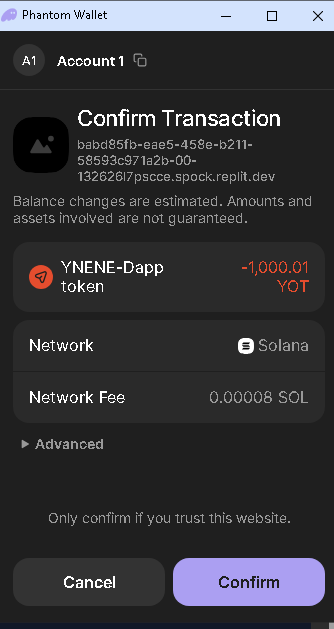 Phantom Wallet
A1 Account 1
Confirm Transaction
babd85fb-eae5-458e-b211-
58593c971a2b-00-
132626l7pscce.spock.replit.dev
Balance changes are estimated. Amounts and
assets involved are not guaranteed.
YNENE-Dapp -1,000.01
token YOT
Network Solana
Network Fee 0.00008 SOL
Advanced
Only confirm if you trust this website.
Cancel Confirm